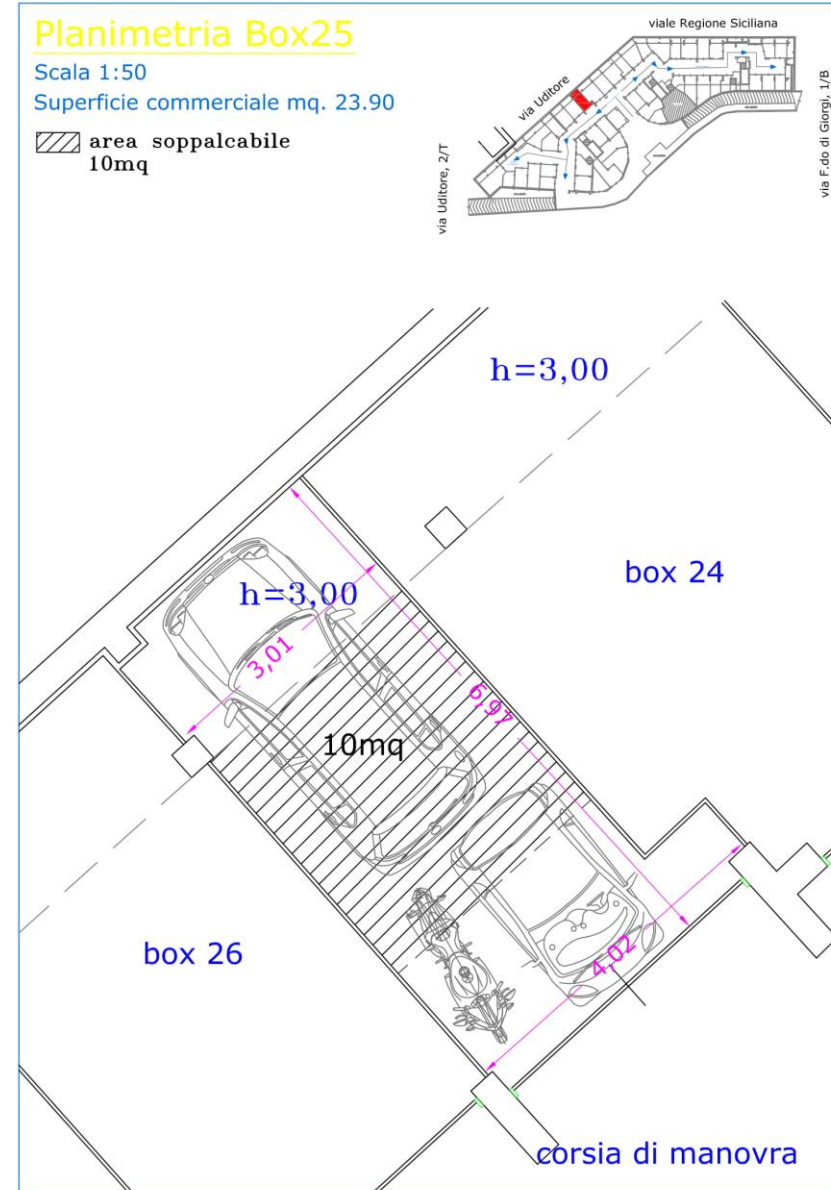 Planimetria Box25
Scala 1:50
Superficie commerciale mq. 23.90
area soppalcabile
10mq
viale Regione Siciliana
via Uditore
via Uditore, 2/T
via F.do di Giorgi, 1/B
h=3,00
box 24
h=3,00
3,01
6,97
10mq
box 26
4,02
corsia di manovra